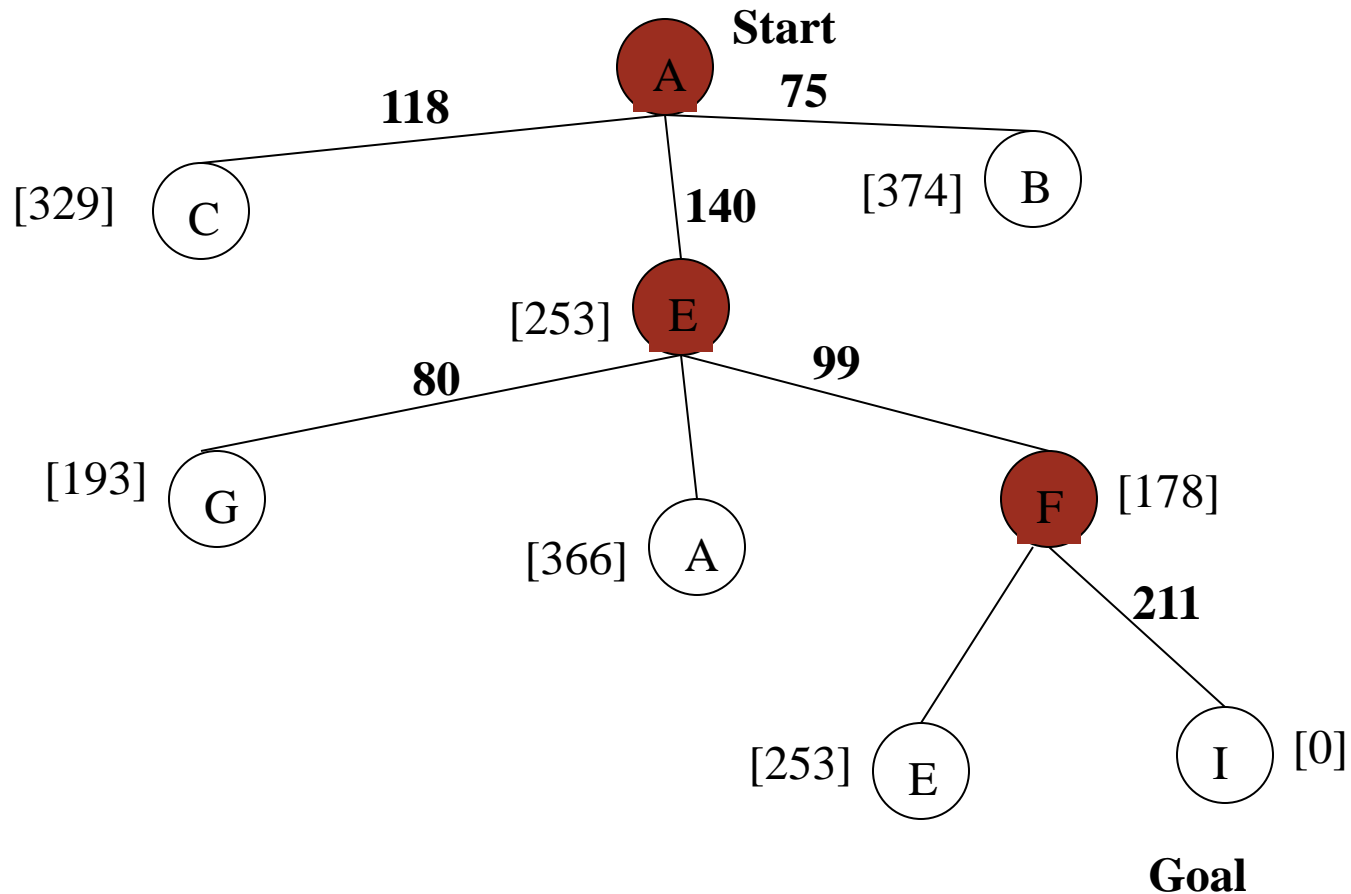 Start
A
75
118
[329]
C
140
[374]
B
[253]
E
80
99
[193]
G
[366]
A
F
[178]
211
[253]
E
I
[0]
Goal